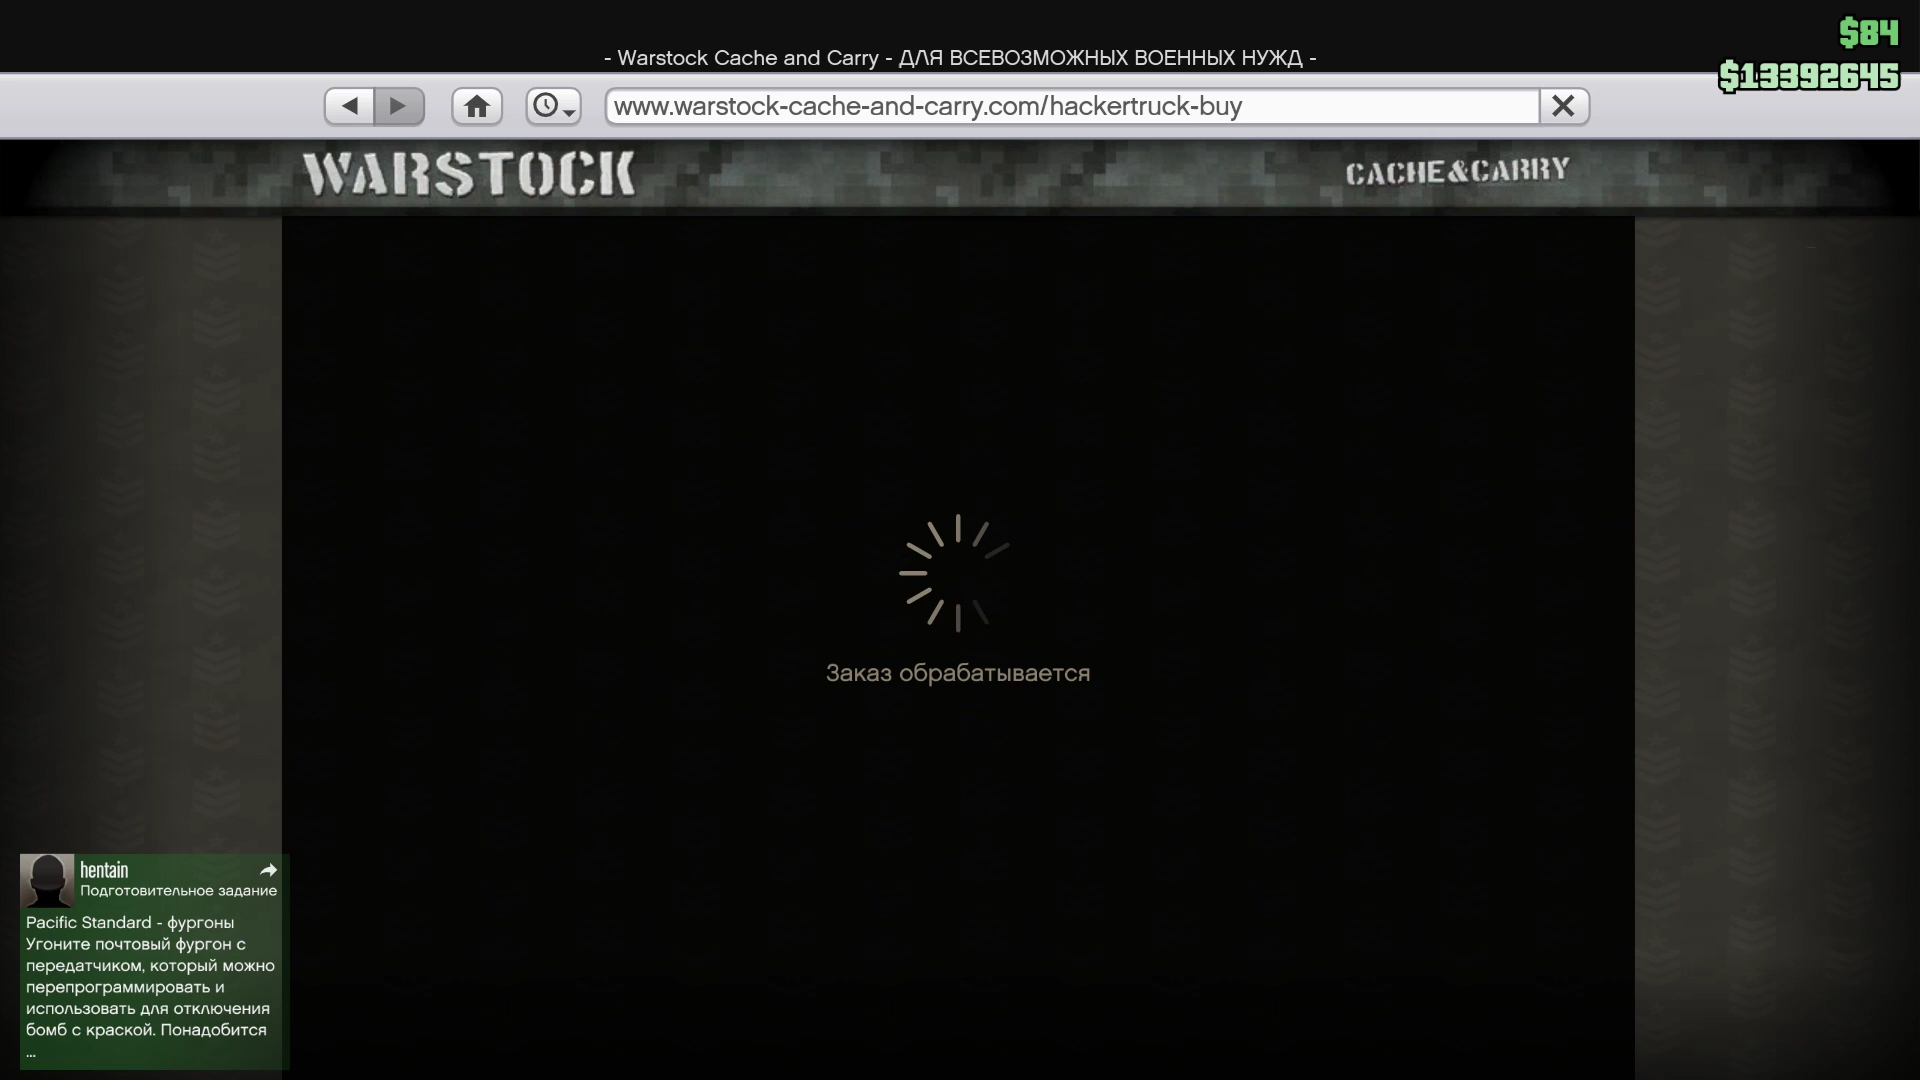 $84
- Warstock Cache and Carry - ДЛЯ ВСЕВОЗМОЖНЫХ ВОЕННЫХ НУЖД -
$13392645
www.warstock-cache-and-carry.com/hackertruck-buy
WARSTOCK
CACHE&CARRY
Заказ обрабатывается
hentain
Подготовительное задание
Pacific Standard - фургоны
Угоните почтовый фургон с
передатчиком, который можно
перепрограммировать и
использовать для отключения
бомб с краской. Понадобится
...